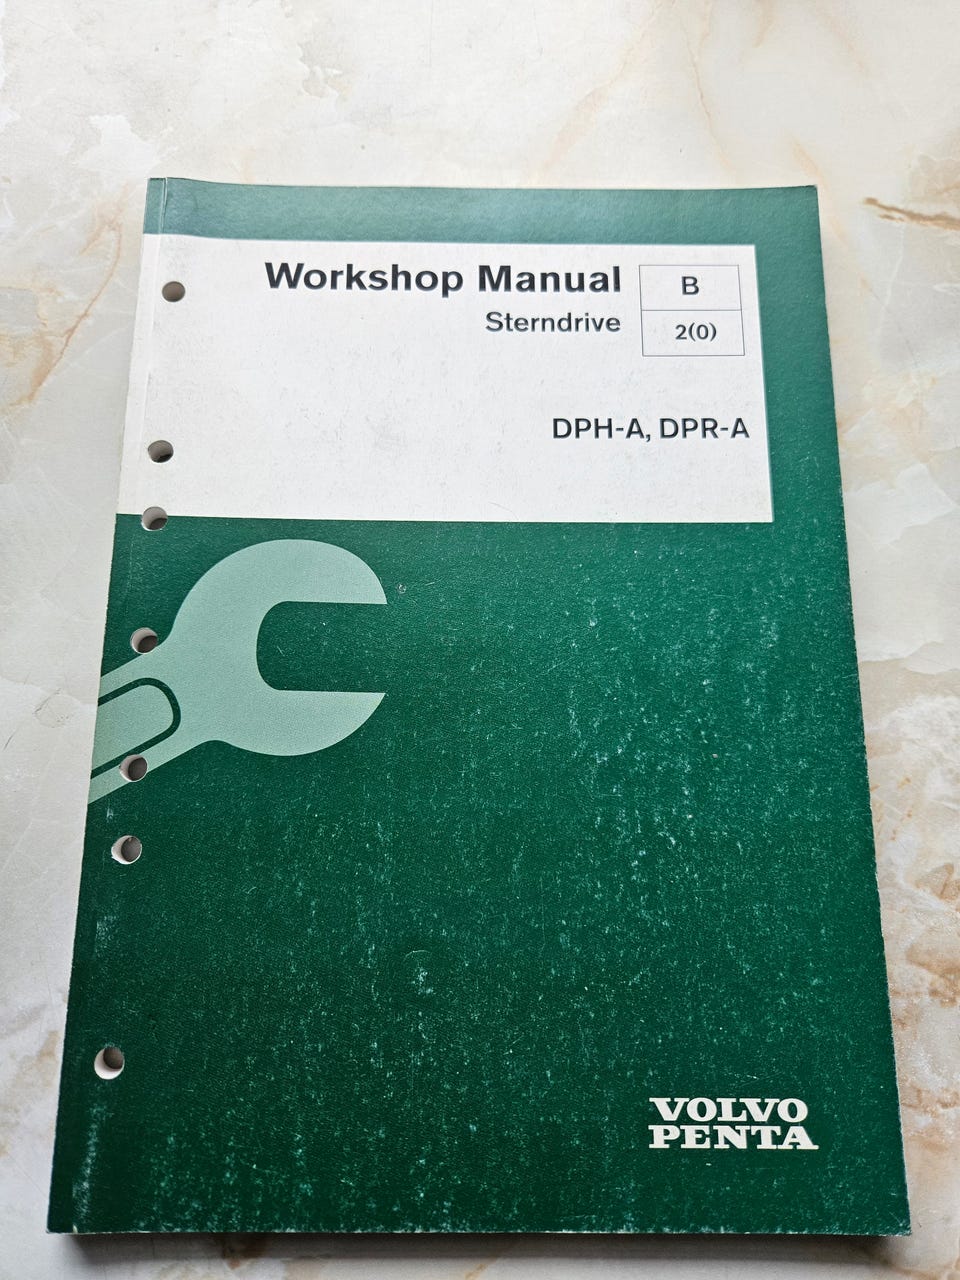 Workshop Manual
Sterndrive
B
2(0)
DPH-A, DPR-A
VOLVO
PENTA